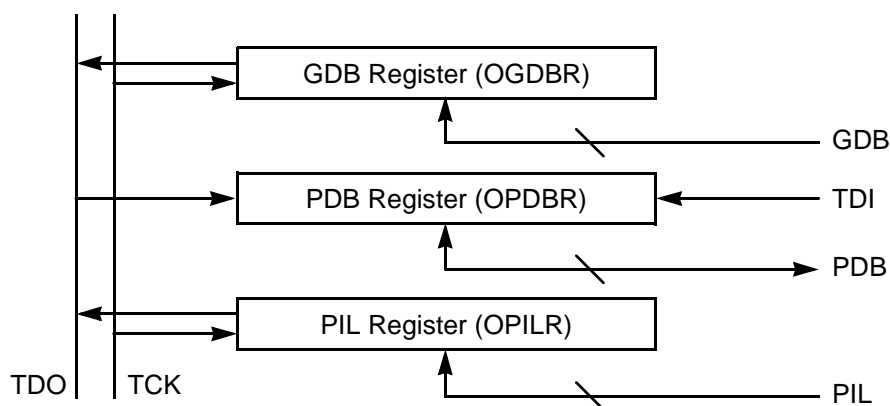 GDB Register (OGDBR)
GDB
PDB Register (OPDBR)
TDI
PDB
PIL Register (OPILR)
TDO
TCK
PIL